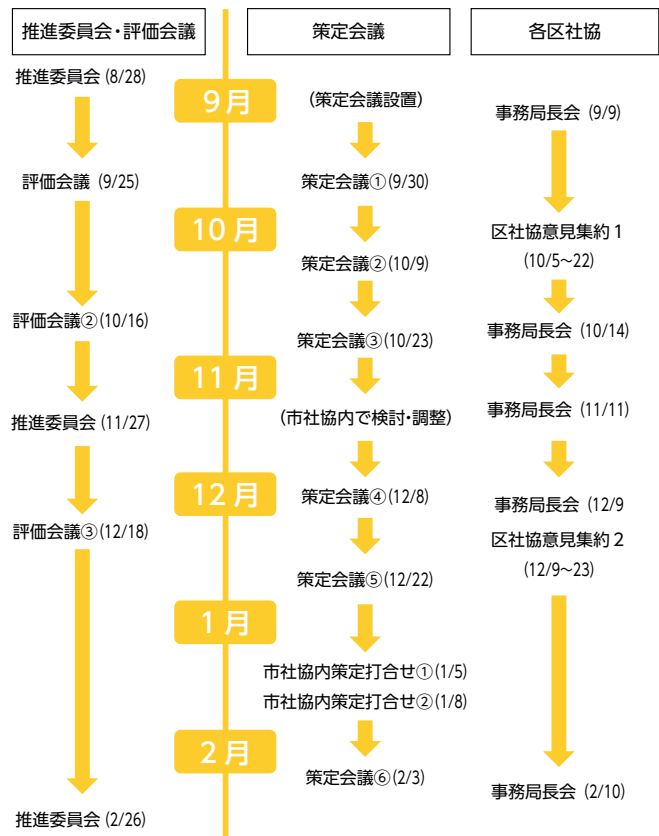 推進委員会・評価会議
策定会議
各区社協
推進委員会 (8/28)
評価会議 (9/25)
評価会議② (10/16)
推進委員会 (11/27)
評価会議③ (12/18)
推進委員会 (2/26)
9月
10月
11月
12月
1月
2月
(策定会議設置)
策定会議① (9/30)
策定会議② (10/9)
策定会議③ (10/23)
(市社協内で検討・調整)
策定会議④ (12/8)
策定会議⑤ (12/22)
市社協内策定打合せ① (1/5)
市社協内策定打合せ② (1/8)
策定会議⑥ (2/3)
事務局長会 (9/9)
区社協意見集約1
(10/5~22)
事務局長会 (10/14)
事務局長会 (11/11)
事務局長会 (12/9
区社協意見集約2
(12/9~23)
事務局長会 (2/10)